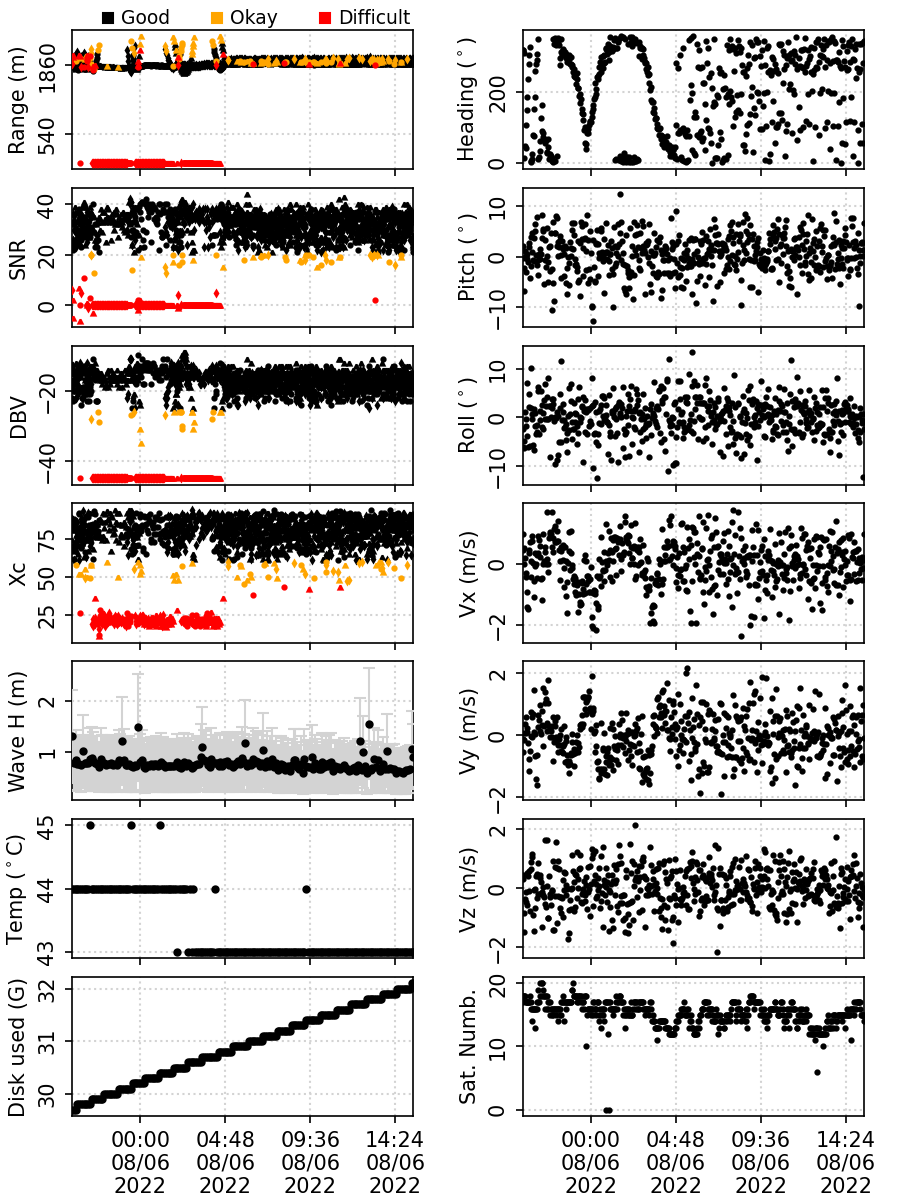 Good Okay Difficult
Range (m)
1860
540
Heading (°)
200
0
SNR
40
20
0
Pitch (°)
10
0
−10
DBV
−20
−40
Roll (°)
10
0
−10
Xc
75
50
25
Vx (m/s)
0
−2
Wave H (m)
2
1
Vy (m/s)
2
0
−2
Temp (°C)
45
44
43
Vz (m/s)
2
0
−2
Disk used (G)
32
31
30
Sat. Numb.
20
10
0
00:00 04:48 09:36 14:24
08/06 08/06 08/06 08/06
2022 2022 2022 2022
00:00 04:48 09:36 14:24
08/06 08/06 08/06 08/06
2022 2022 2022 2022